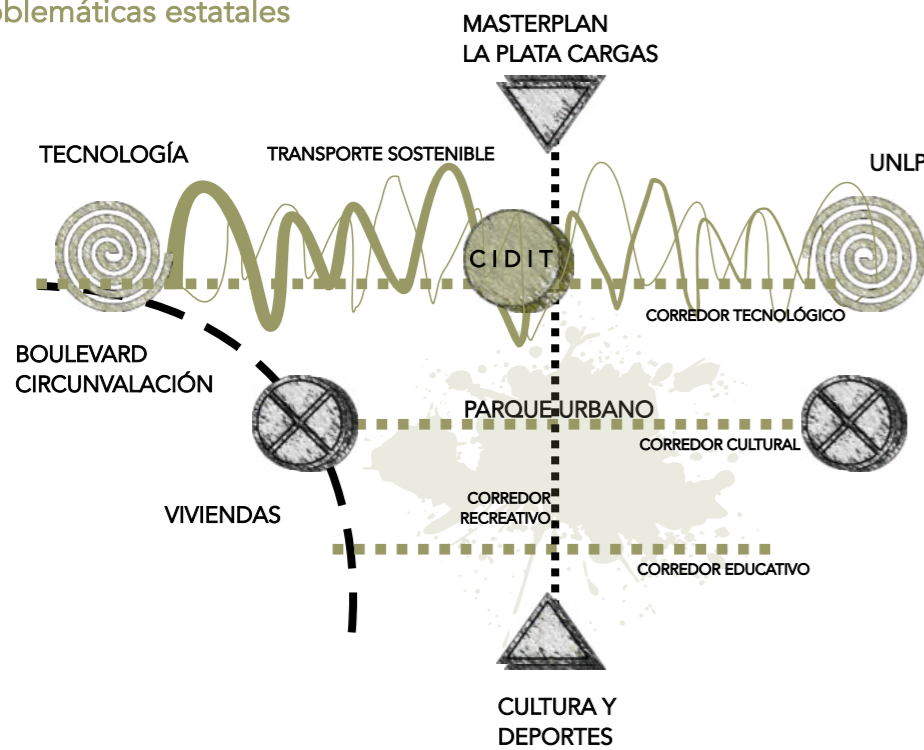 oblemáticas estatales
MASTERPLAN
LA PLATA CARGAS
TECNOLOGÍA
TRANSPORTE SOSTENIBLE
UNLP
CIDIT
CORREDOR TECNOLÓGICO
BOULEVARD
CIRCUNVALACIÓN
PARQUE URBANO
CORREDOR CULTURAL
CORREDOR
RECREATIVO
VIVIENDAS
CORREDOR EDUCATIVO
CULTURA Y
DEPORTES